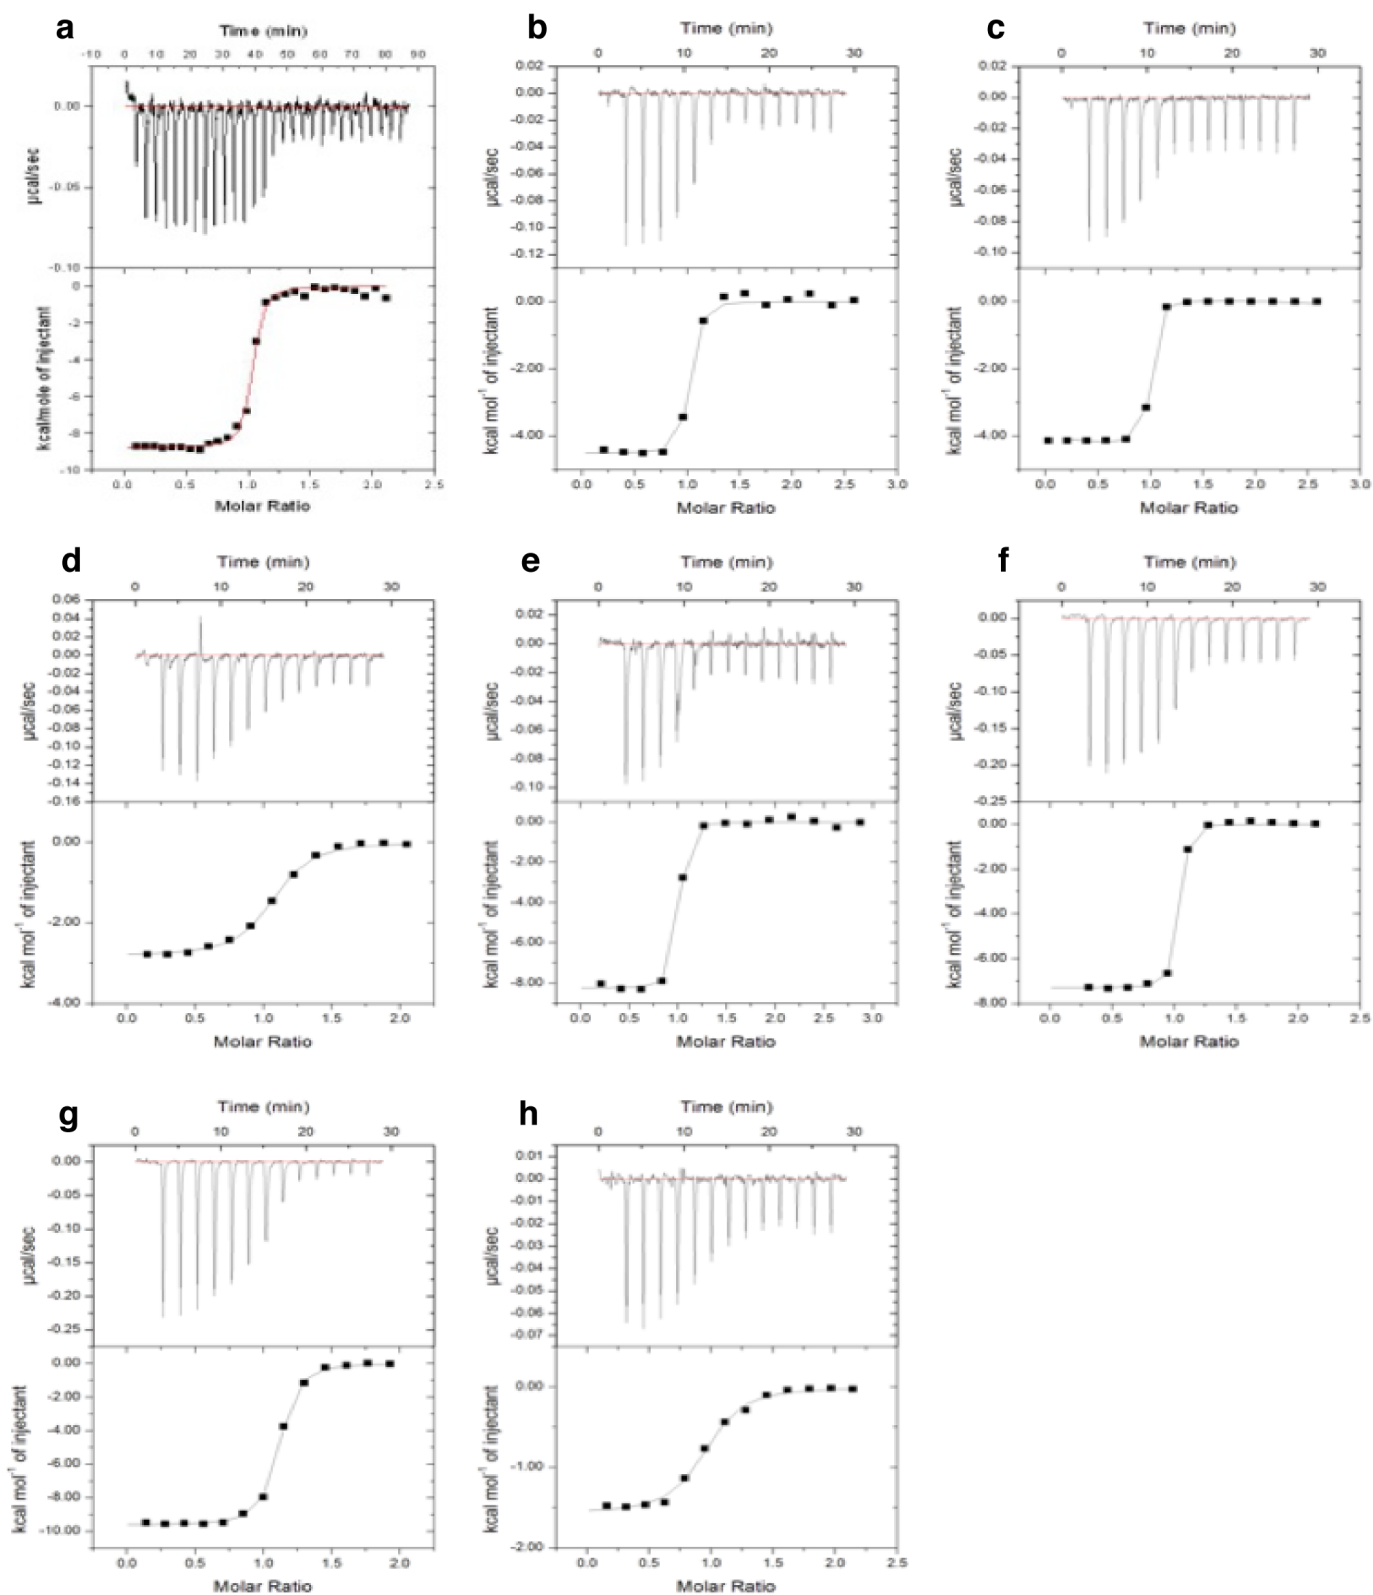 a
Time (min)
-10 0 10 20 30 40 50 60 70 80 90
0.00
-0.05
-0.10
µcal/sec
0
-2
-4
-6
-8
-10
kcal/mole of injectant
0.0 0.5 1.0 1.5 2.0 2.5
Molar Ratio
b
Time (min)
0 10 20 30
0.02
0.00
-0.02
-0.04
-0.06
-0.08
-0.10
-0.12
µcal/sec
0.00
-2.00
-4.00
kcal mol⁻¹ of injectant
0.0 0.5 1.0 1.5 2.0 2.5 3.0
Molar Ratio
c
Time (min)
0 10 20 30
0.02
0.00
-0.02
-0.04
-0.06
-0.08
-0.10
µcal/sec
0.00
-2.00
-4.00
kcal mol⁻¹ of injectant
0.0 0.5 1.0 1.5 2.0 2.5 3.0
Molar Ratio
d
Time (min)
0 10 20 30
0.06
0.04
0.02
0.00
-0.02
-0.04
-0.06
-0.08
-0.10
-0.12
-0.14
-0.16
µcal/sec
0.00
-2.00
-4.00
kcal mol⁻¹ of injectant
0.0 0.5 1.0 1.5 2.0
Molar Ratio
e
Time (min)
0 10 20 30
0.02
0.00
-0.02
-0.04
-0.06
-0.08
-0.10
µcal/sec
0.00
-2.00
-4.00
-6.00
-8.00
kcal mol⁻¹ of injectant
0.0 0.5 1.0 1.5 2.0 2.5 3.0
Molar Ratio
f
Time (min)
0 10 20 30
0.00
-0.05
-0.10
-0.15
-0.20
-0.25
µcal/sec
0.00
-2.00
-4.00
-6.00
-8.00
kcal mol⁻¹ of injectant
0.0 0.5 1.0 1.5 2.0 2.5
Molar Ratio
g
Time (min)
0 10 20 30
0.00
-0.05
-0.10
-0.15
-0.20
-0.25
µcal/sec
0.00
-2.00
-4.00
-6.00
-8.00
-10.00
kcal mol⁻¹ of injectant
0.0 0.5 1.0 1.5 2.0
Molar Ratio
h
Time (min)
0 10 20 30
0.01
0.00
-0.01
-0.02
-0.03
-0.04
-0.05
-0.06
-0.07
µcal/sec
0.00
-1.00
-2.00
kcal mol⁻¹ of injectant
0.0 0.5 1.0 1.5 2.0 2.5
Molar Ratio